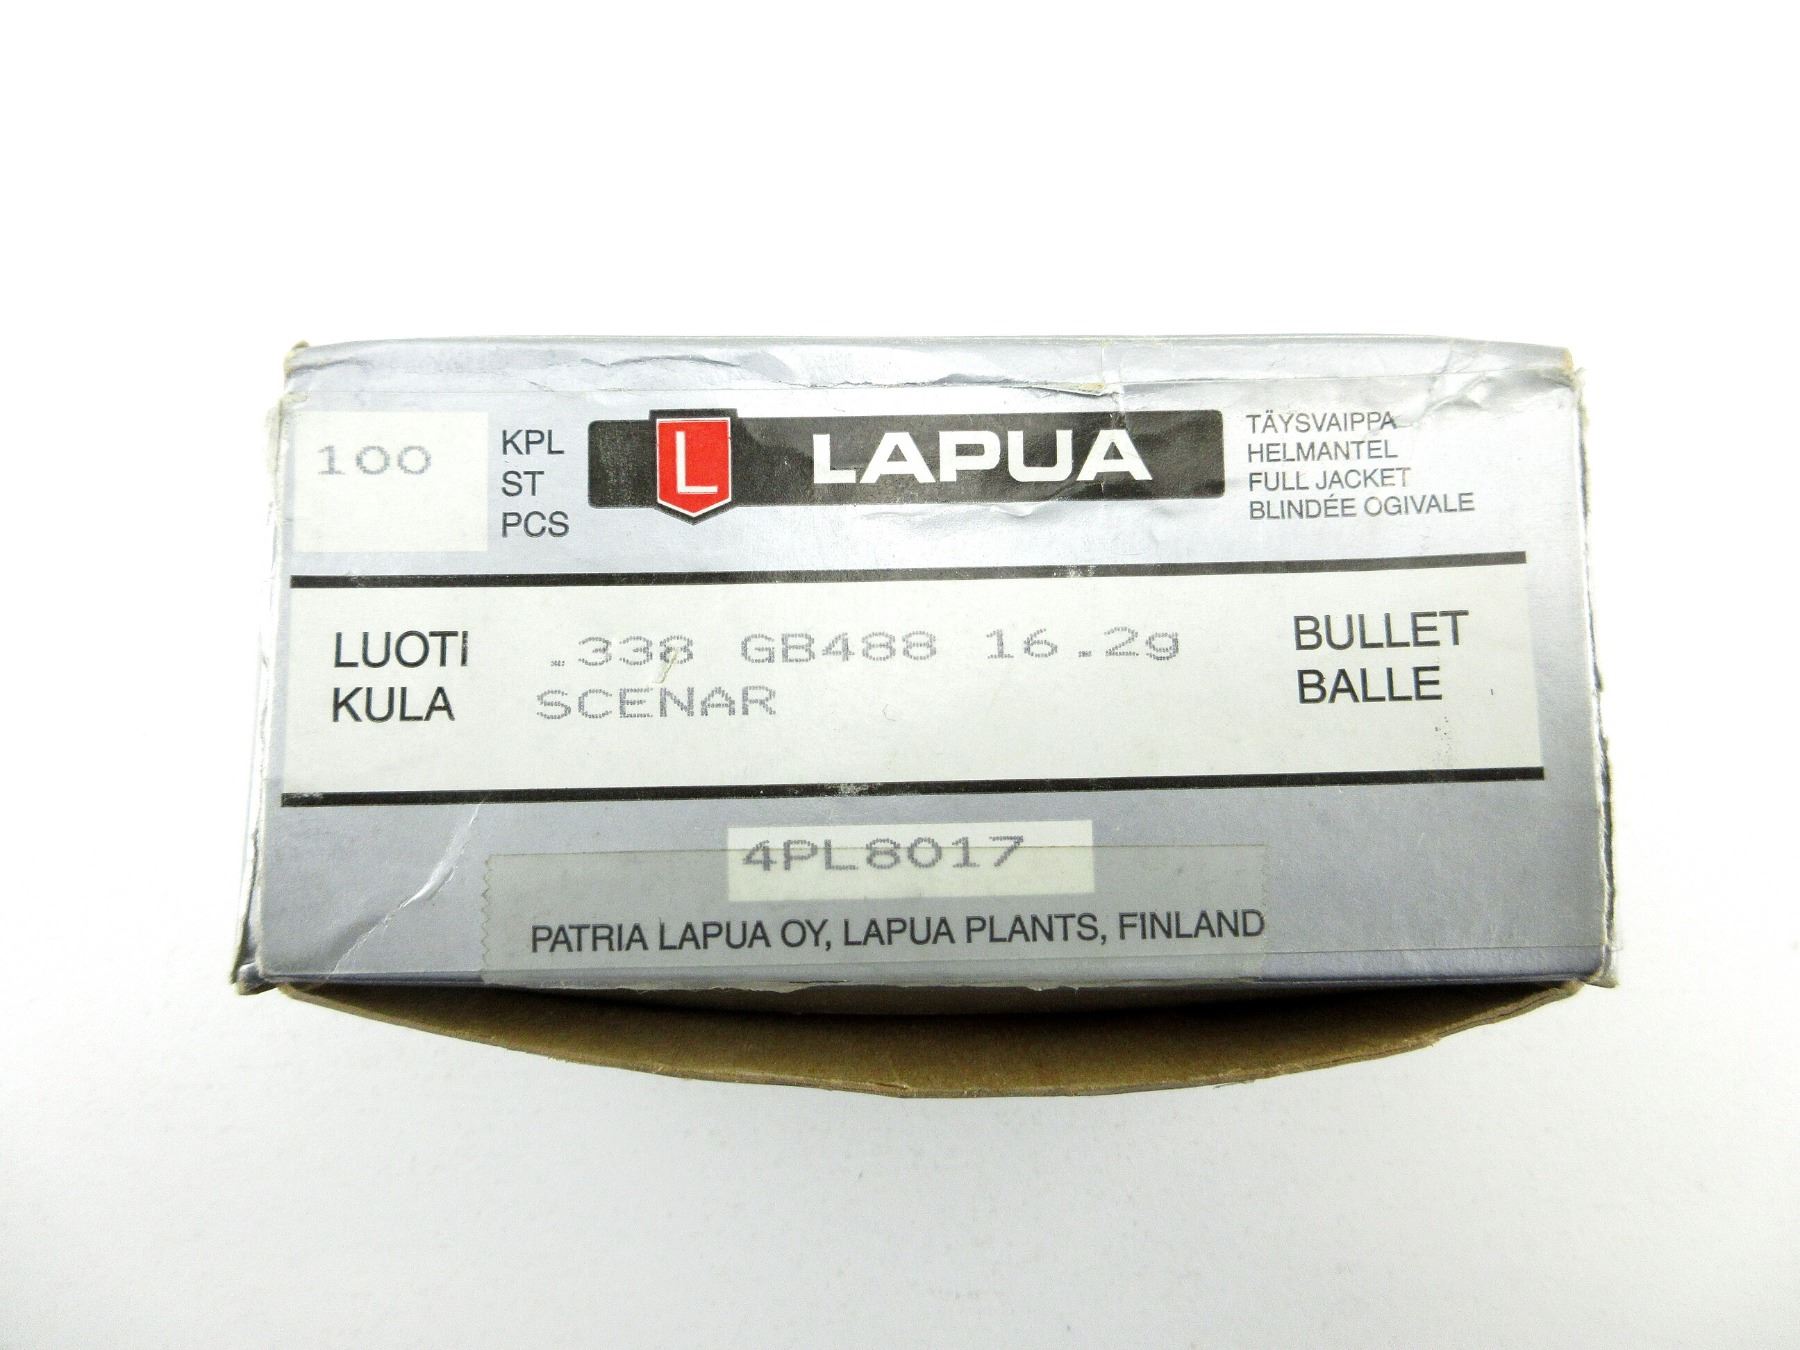 100
KPL
ST
PCS
L LAPUA
TÄYSVAIPPA
HELMANTEL
FULL JACKET
BLINDÉE OGIVALE
LUOTI
KULA
.338 GB488 16.2g
SCENAR
BULLET
BALLE
4PL8017
PATRIA LAPUA OY, LAPUA PLANTS, FINLAND